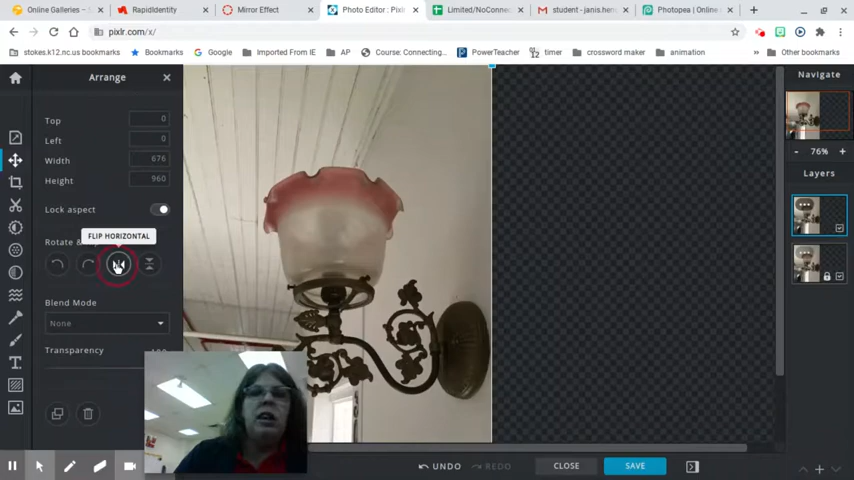 Online Galleries - S
RapidIdentity
Mirror Effect
Photo Editor : Pixlr
Limited/NoConnec
Gmail
student - janis.hen
Photopea | Online
pixlr.com/x/
stokes.k12.nc.us bookmarks
Bookmarks
Google
Imported From IE
AP
Course: Connecting...
PowerTeacher
timer
crossword maker
animation
»
Other bookmarks
Arrange
Navigate
Top
0
Left
0
Width
676
- 76% +
Height
960
Layers
Lock aspect
FLIP HORIZONTAL
Rotate &
Blend Mode
None
Transparency
UNDO
REDO
CLOSE
SAVE